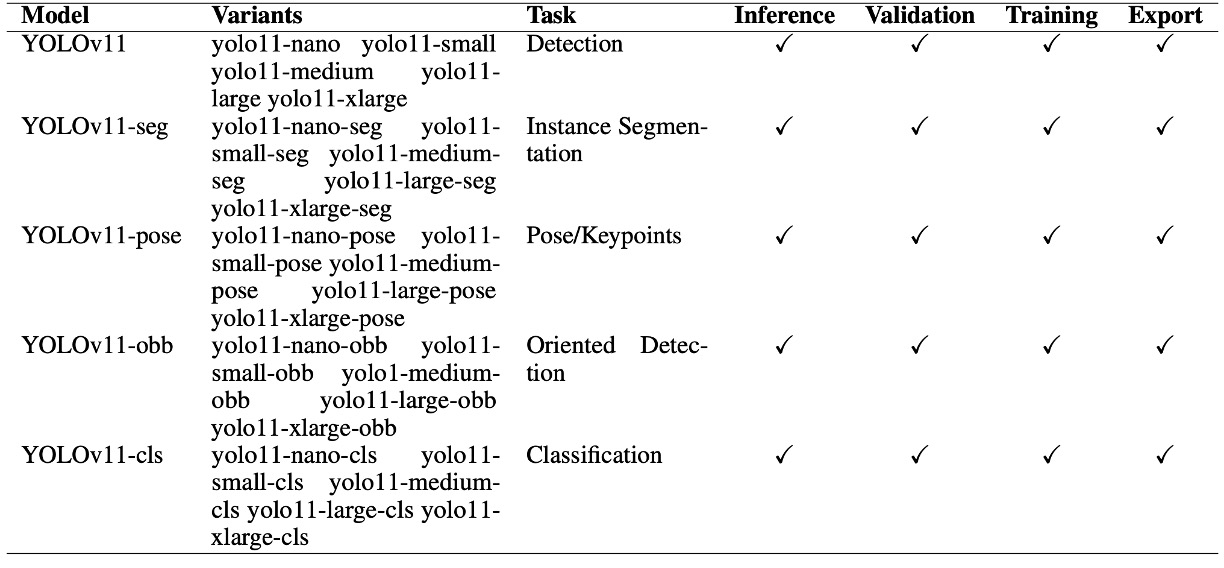 Model Variants Task Inference Validation Training Export
YOLOv11 yolo11-nano yolo11-small Detection ✓ ✓ ✓ ✓
yolo11-medium yolo11-
large yolo11-xlarge
YOLOv11-seg yolo11-nano-seg yolo11- Instance Segmen- ✓ ✓ ✓ ✓
small-seg yolo11-medium- tation
seg yolo11-large-seg
yolo11-xlarge-seg
YOLOv11-pose yolo11-nano-pose yolo11- Pose/Keypoints ✓ ✓ ✓ ✓
small-pose yolo11-medium-
pose yolo11-large-pose
yolo11-xlarge-pose
YOLOv11-obb yolo11-nano-obb yolo11- Oriented Detec- ✓ ✓ ✓ ✓
small-obb yolo1-medium- tion
obb yolo11-large-obb
yolo11-xlarge-obb
YOLOv11-cls yolo11-nano-cls yolo11- Classification ✓ ✓ ✓ ✓
small-cls yolo11-medium-
cls yolo11-large-cls yolo11-
xlarge-cls